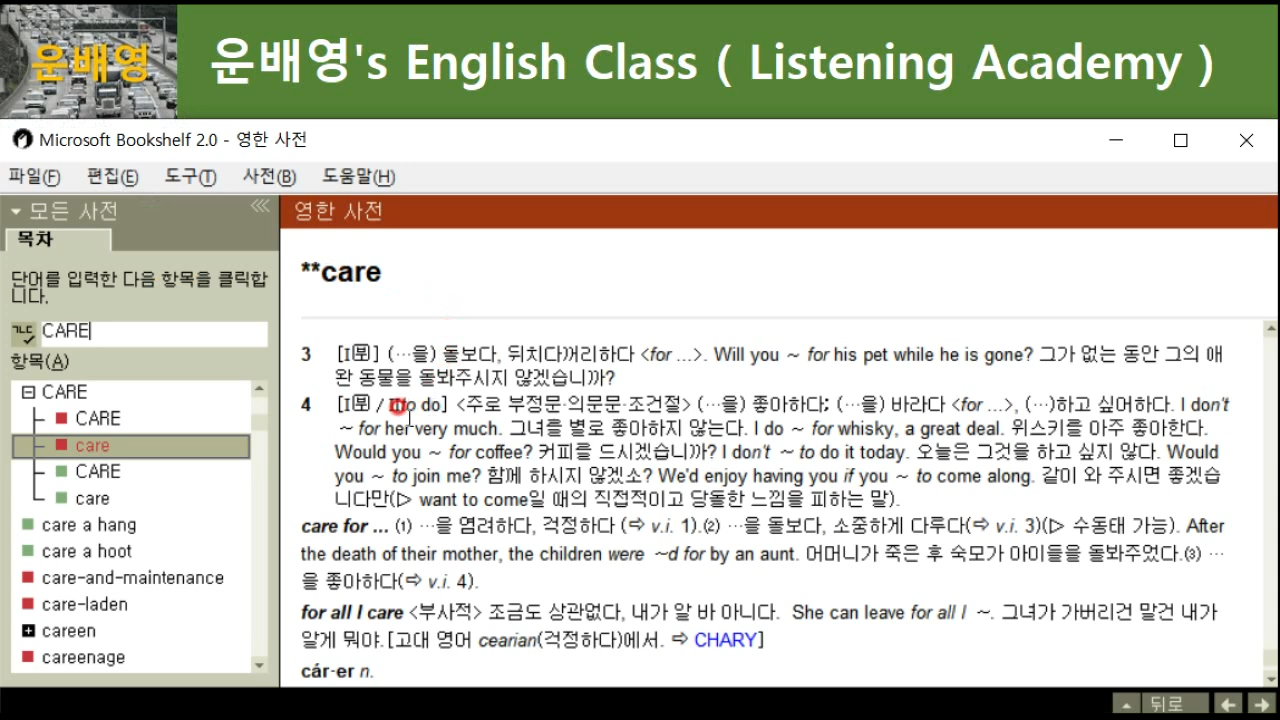 운배영
운배영's English Class ( Listening Academy )
Microsoft Bookshelf 2.0 - 영한 사전
파일(F) 편집(E) 도구(T) 사전(B) 도움말(H)
모든 사전
영한 사전
목차
**care
단어를 입력한 다음 항목을 클릭합
니다.
CARE
항목(A)
CARE
CARE
care
CARE
care
care a hang
care a hoot
care-and-maintenance
care-laden
careen
careenage
3 [I뮈] (…을) 돌보다, 뒤치다꺼리하다 <for …>. Will you ~ for his pet while he is gone? 그가 없는 동안 그의 애
완 동물을 돌봐주시지 않겠습니까?
4 [I뮈 / to do] <주로 부정문·의문문·조건절> (…을) 좋아하다; (…을) 바라다 <for …>, (…)하고 싶어하다. I don't
~ for her very much. 그녀를 별로 좋아하지 않는다. I do ~ for whisky, a great deal. 위스키를 아주 좋아한다.
Would you ~ for coffee? 커피를 드시겠습니까? I don't ~ to do it today. 오늘은 그것을 하고 싶지 않다. Would
you ~ to join me? 함께 하시지 않겠소? We'd enjoy having you if you ~ to come along. 같이 와 주시면 좋겠습
니다만(▷ want to come일 때의 직접적이고 당돌한 느낌을 피하는 말).
care for ... ⑴ …을 염려하다, 걱정하다 (⇨ v.i. 1).⑵ …을 돌보다, 소중하게 다루다(⇨ v.i. 3)(▷ 수동태 가능). After
the death of their mother, the children were ~d for by an aunt. 어머니가 죽은 후 숙모가 아이들을 돌봐주었다.⑶ …
을 좋아하다(⇨ v.i. 4).
for all I care <부사적> 조금도 상관없다, 내가 알 바 아니다. She can leave for all I ~. 그녀가 가버리건 말건 내가
알게 뭐야.[고대 영어 cearian(걱정하다)에서. ⇨ CHARY]
cár·er n.
뒤로